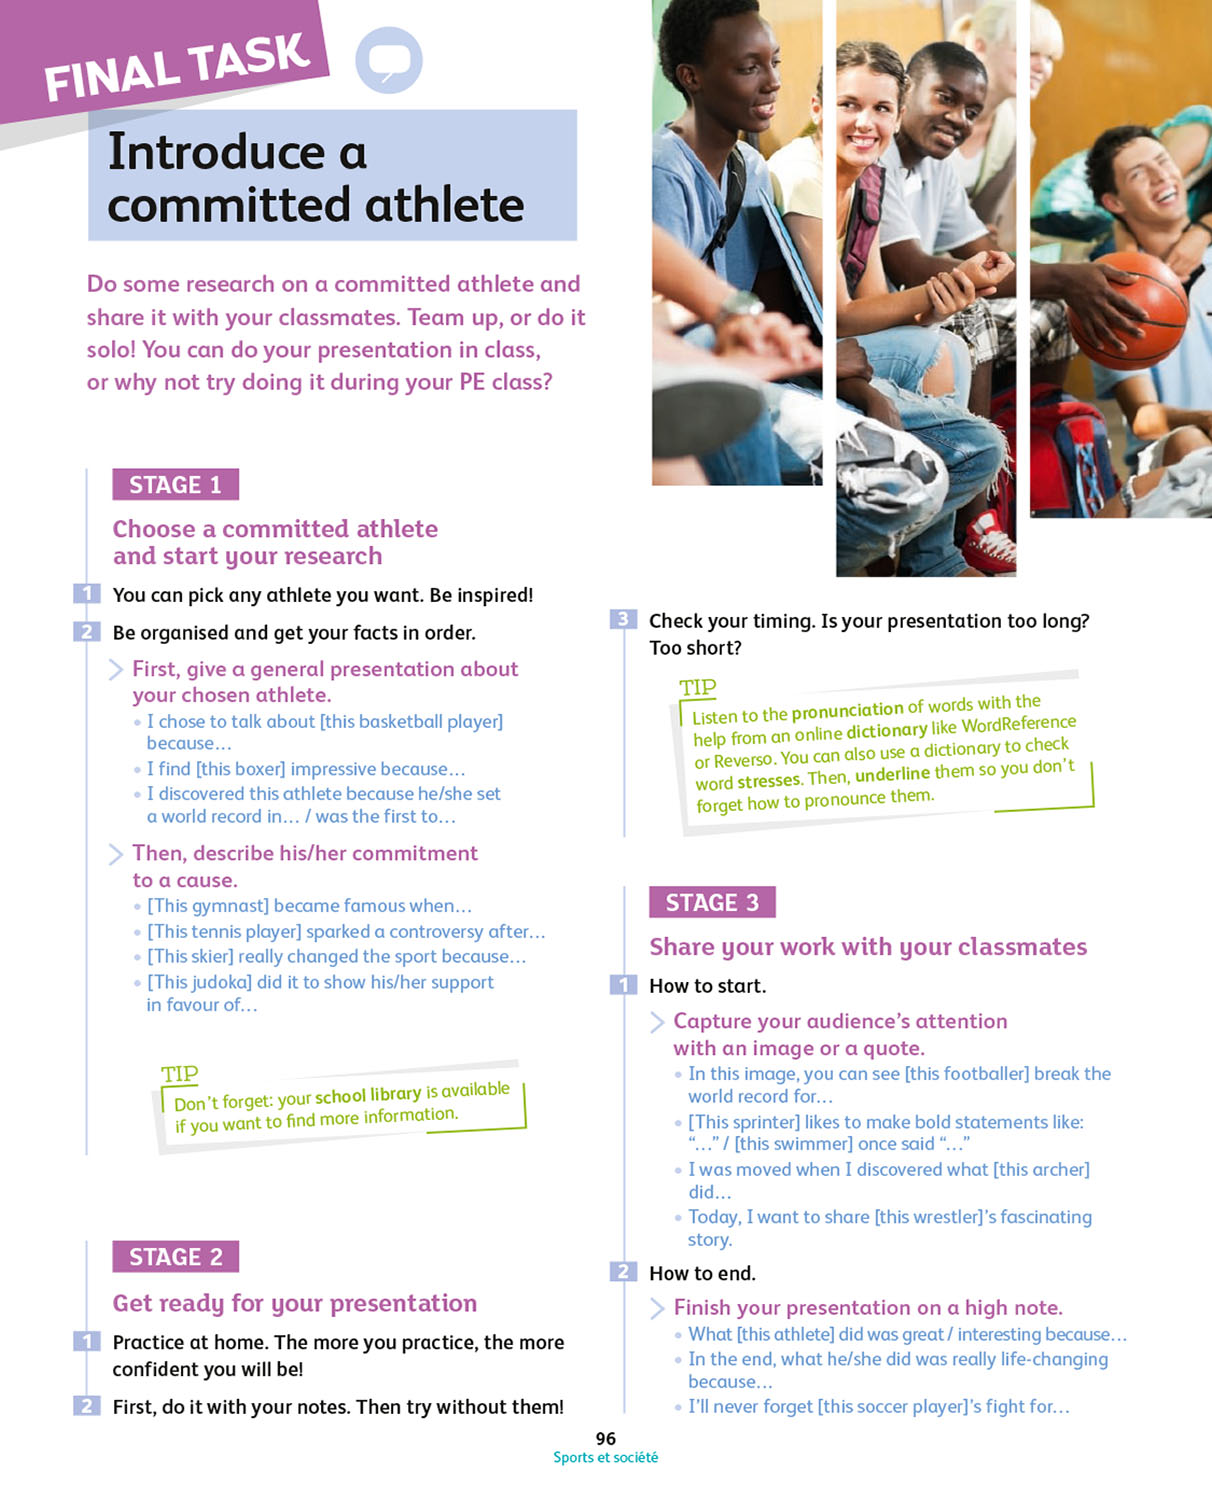 FINAL TASK
Introduce a
committed athlete
Do some research on a committed athlete and
share it with your classmates. Team up, or do it
solo! You can do your presentation in class,
or why not try doing it during your PE class?
STAGE 1
Choose a committed athlete
and start your research
1 You can pick any athlete you want. Be inspired!
2 Be organised and get your facts in order.
> First, give a general presentation about
your chosen athlete.
• I chose to talk about [this basketball player]
because…
• I find [this boxer] impressive because…
• I discovered this athlete because he/she set
a world record in… / was the first to…
> Then, describe his/her commitment
to a cause.
• [This gymnast] became famous when…
• [This tennis player] sparked a controversy after…
• [This skier] really changed the sport because…
• [This judoka] did it to show his/her support
in favour of…
TIP
Don't forget: your school library is available
if you want to find more information.
STAGE 2
Get ready for your presentation
1 Practice at home. The more you practice, the more
confident you will be!
2 First, do it with your notes. Then try without them!
3 Check your timing. Is your presentation too long?
Too short?
TIP
Listen to the pronunciation of words with the
help from an online dictionary like WordReference
or Reverso. You can also use a dictionary to check
word stresses. Then, underline them so you don't
forget how to pronounce them.
STAGE 3
Share your work with your classmates
1 How to start.
> Capture your audience's attention
with an image or a quote.
• In this image, you can see [this footballer] break the
world record for…
• [This sprinter] likes to make bold statements like:
“…” / [this swimmer] once said “…”
• I was moved when I discovered what [this archer]
did…
• Today, I want to share [this wrestler]'s fascinating
story.
2 How to end.
> Finish your presentation on a high note.
• What [this athlete] did was great / interesting because…
• In the end, what he/she did was really life-changing
because…
• I'll never forget [this soccer player]'s fight for…
96
Sports et société